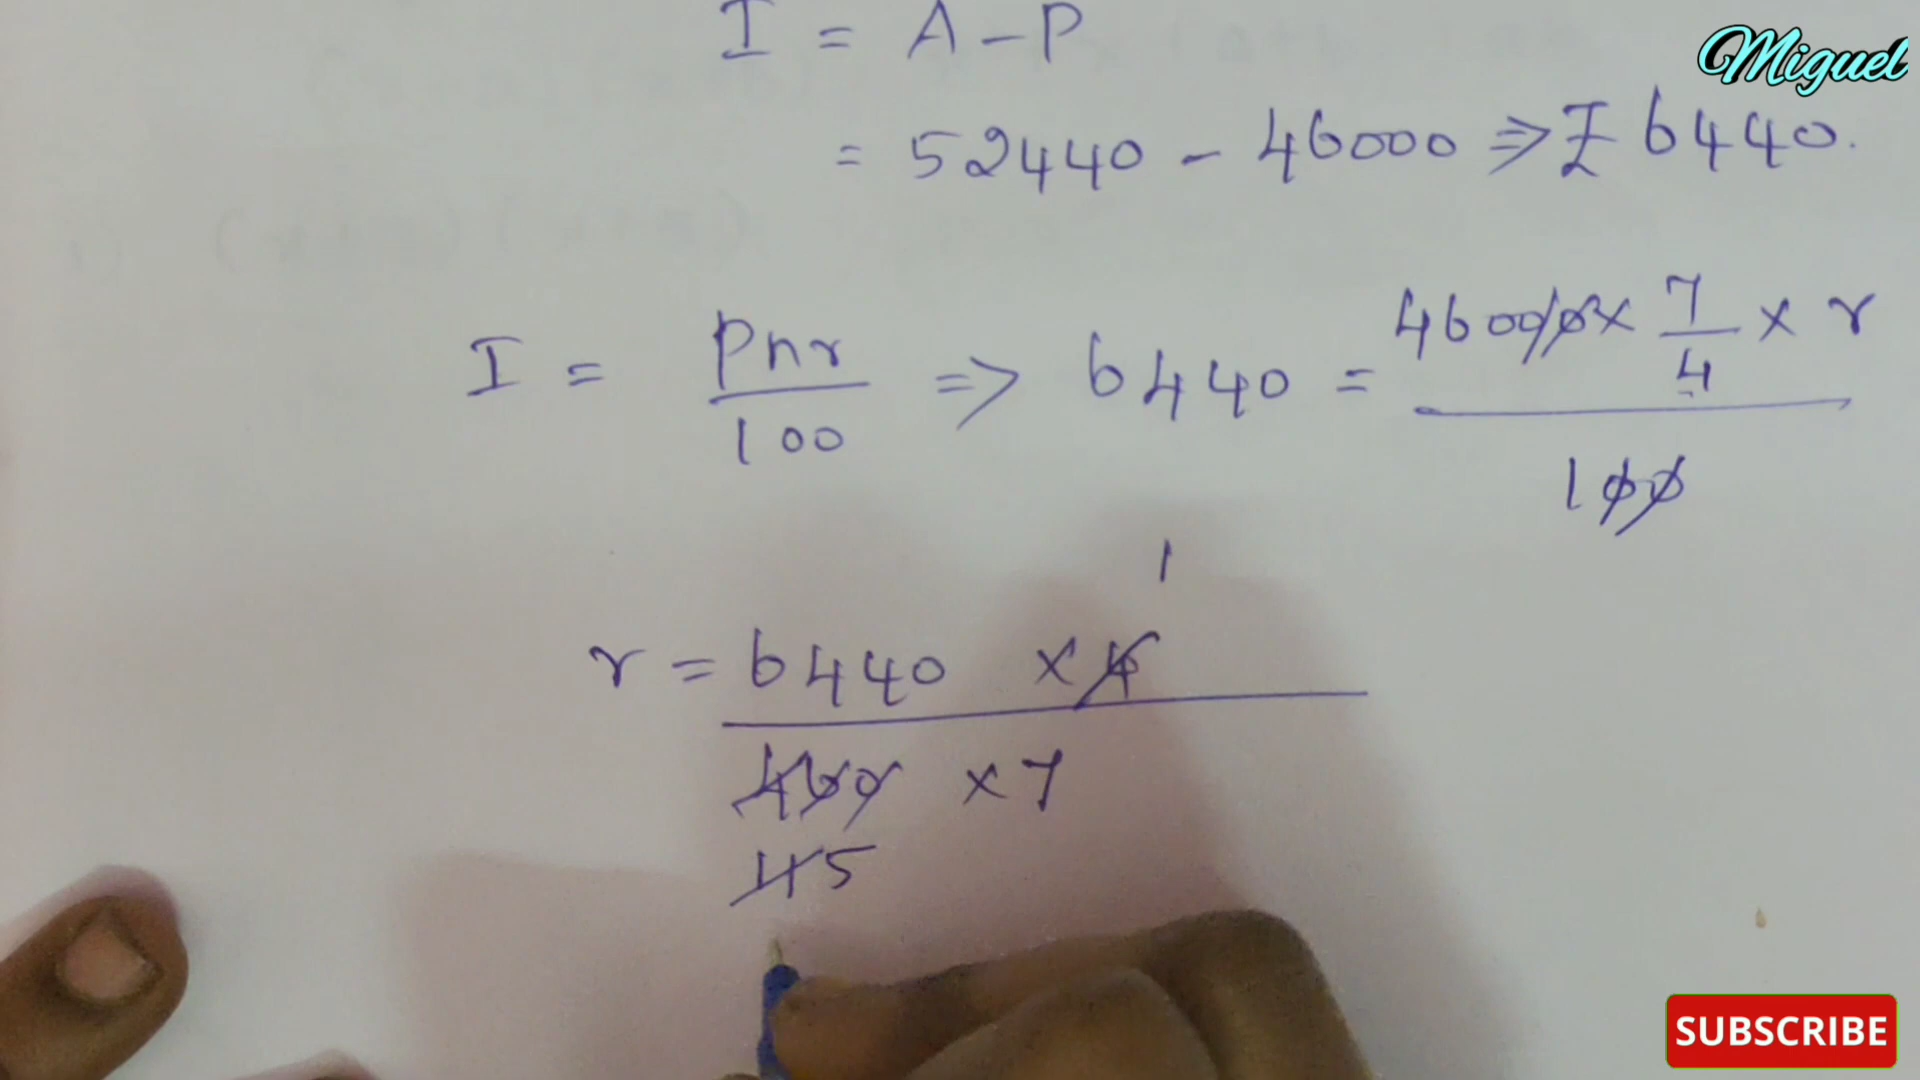 I = A - P
Miguel
= 52440 - 46000 => ₹ 6440.
I = Pnr/100 => 6440 = 46000 x 7/4 x r / 100
1
r = 6440 x 4
460 x 7
115
SUBSCRIBE